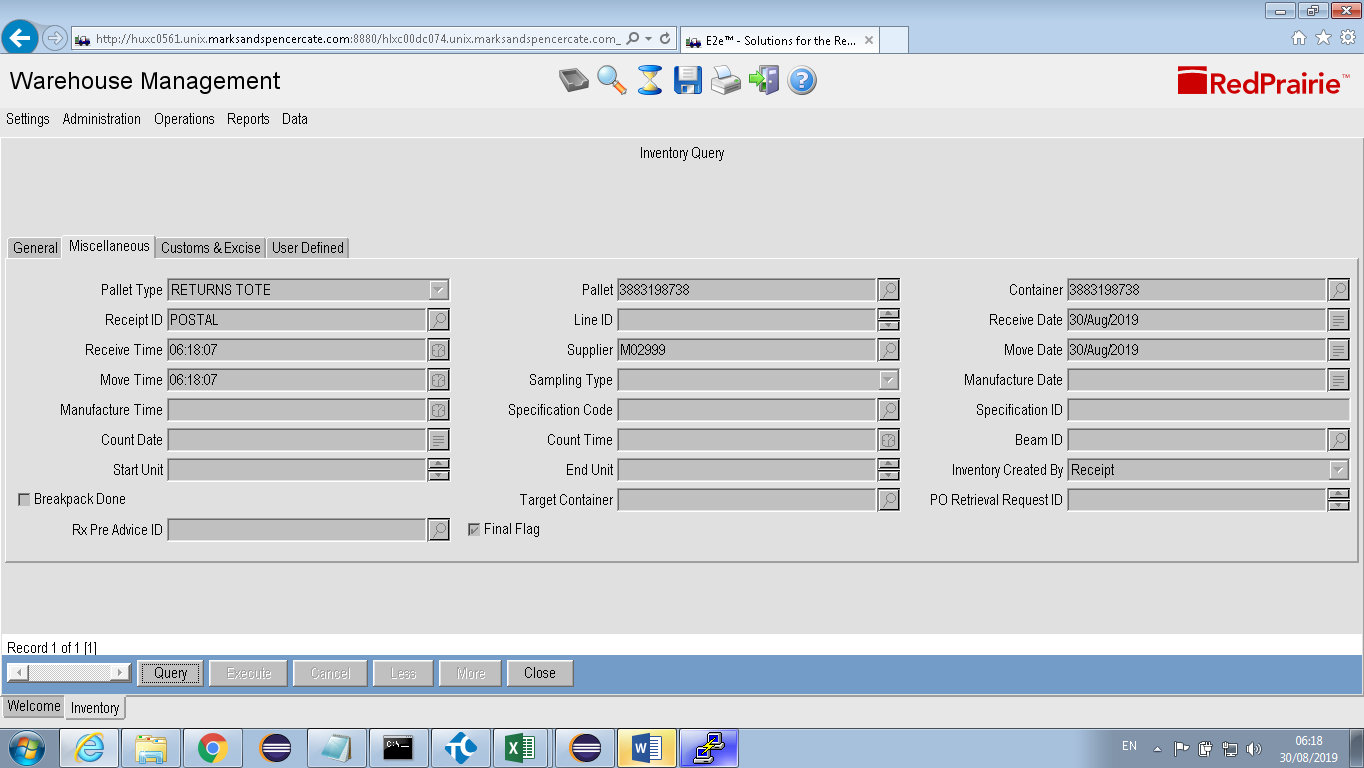 http://huxc0561.unix.marksandspencercate.com:8880/hlxc00dc074.unix.marksandspencercate.com_
E2e™ - Solutions for the Re...
Warehouse Management
RedPrairie™
Settings Administration Operations Reports Data
Inventory Query
General Miscellaneous Customs & Excise User Defined
Pallet Type RETURNS TOTE Pallet 3883198738 Container 3883198738
Receipt ID POSTAL Line ID Receive Date 30/Aug/2019
Receive Time 06:18:07 Supplier M02999 Move Date 30/Aug/2019
Move Time 06:18:07 Sampling Type Manufacture Date
Manufacture Time Specification Code Specification ID
Count Date Count Time Beam ID
Start Unit End Unit Inventory Created By Receipt
Breakpack Done Target Container PO Retrieval Request ID
Rx Pre Advice ID Final Flag
Record 1 of 1 [1]
Query Execute Cancel Less More Close
Welcome Inventory
C:\_
EN
06:18
30/08/2019